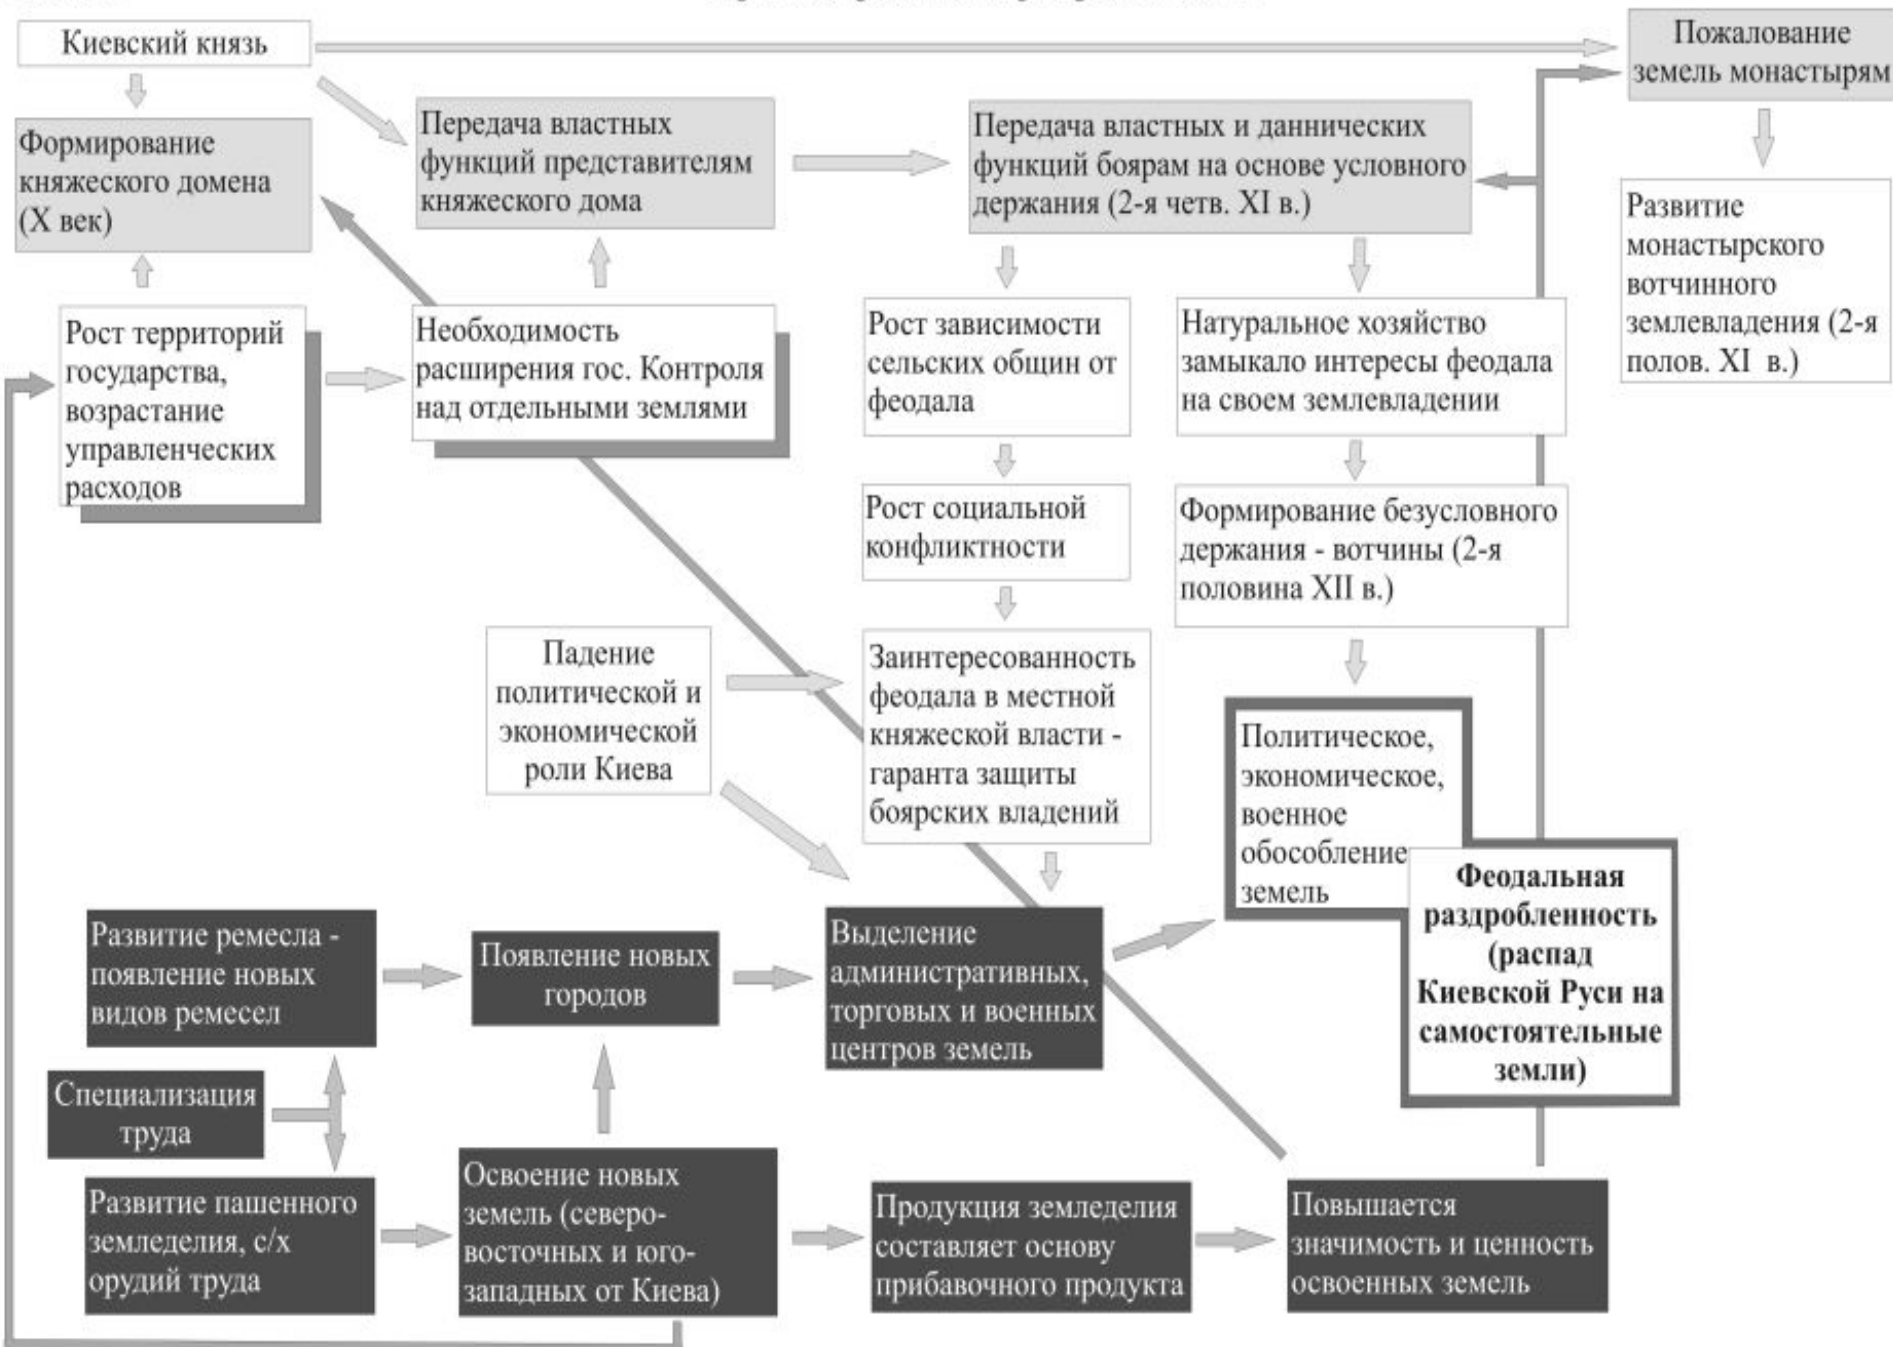 Киевский князь
Пожалование
земель монастырям
Формирование
княжеского домена
(X век)
Передача властных
функций представителям
княжеского дома
Передача властных и даннических
функций боярам на основе условного
держания (2-я четв. XI в.)
Развитие
монастырского
вотчинного
землевладения (2-я
полов. XI в.)
Рост территорий
государства,
возрастание
управленческих
расходов
Необходимость
расширения гос. Контроля
над отдельными землями
Рост зависимости
сельских общин от
феодала
Натуральное хозяйство
замыкало интересы феодала
на своем землевладении
Рост социальной
конфликтности
Формирование безусловного
держания - вотчины (2-я
половина XII в.)
Падение
политической и
экономической
роли Киева
Заинтересованность
феодала в местной
княжеской власти -
гаранта защиты
боярских владений
Политическое,
экономическое,
военное
обособление
земель
Феодальная
раздробленность
(распад
Киевской Руси на
самостоятельные
земли)
Развитие ремесла -
появление новых
видов ремесел
Появление новых
городов
Выделение
административных,
торговых и военных
центров земель
Специализация
труда
Развитие пашенного
земледелия, с/х
орудий труда
Освоение новых
земель (северо-
восточных и юго-
западных от Киева)
Продукция земледелия
составляет основу
прибавочного продукта
Повышается
значимость и ценность
освоенных земель